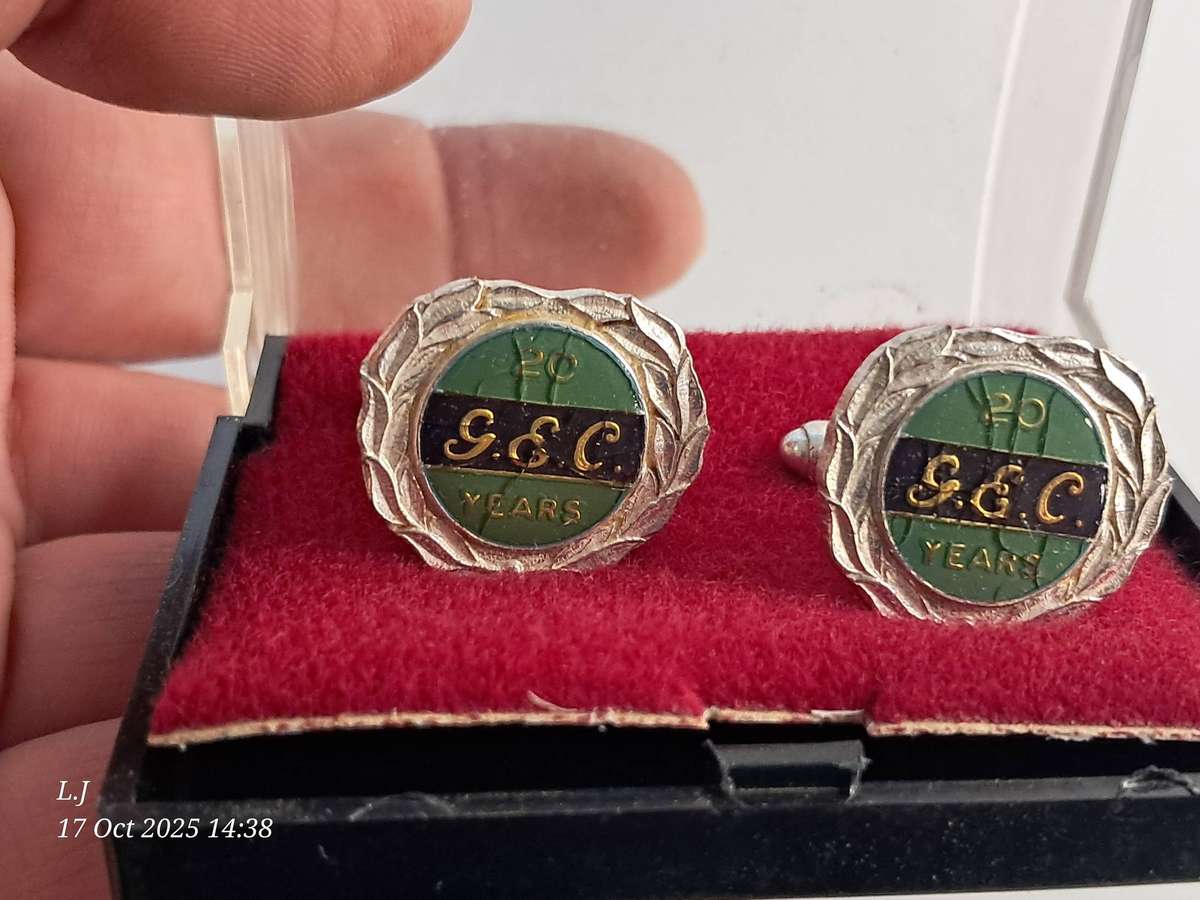 20
G.E.C.
YEARS
20
G.E.C.
YEARS
L.J
17 Oct 2025 14:38